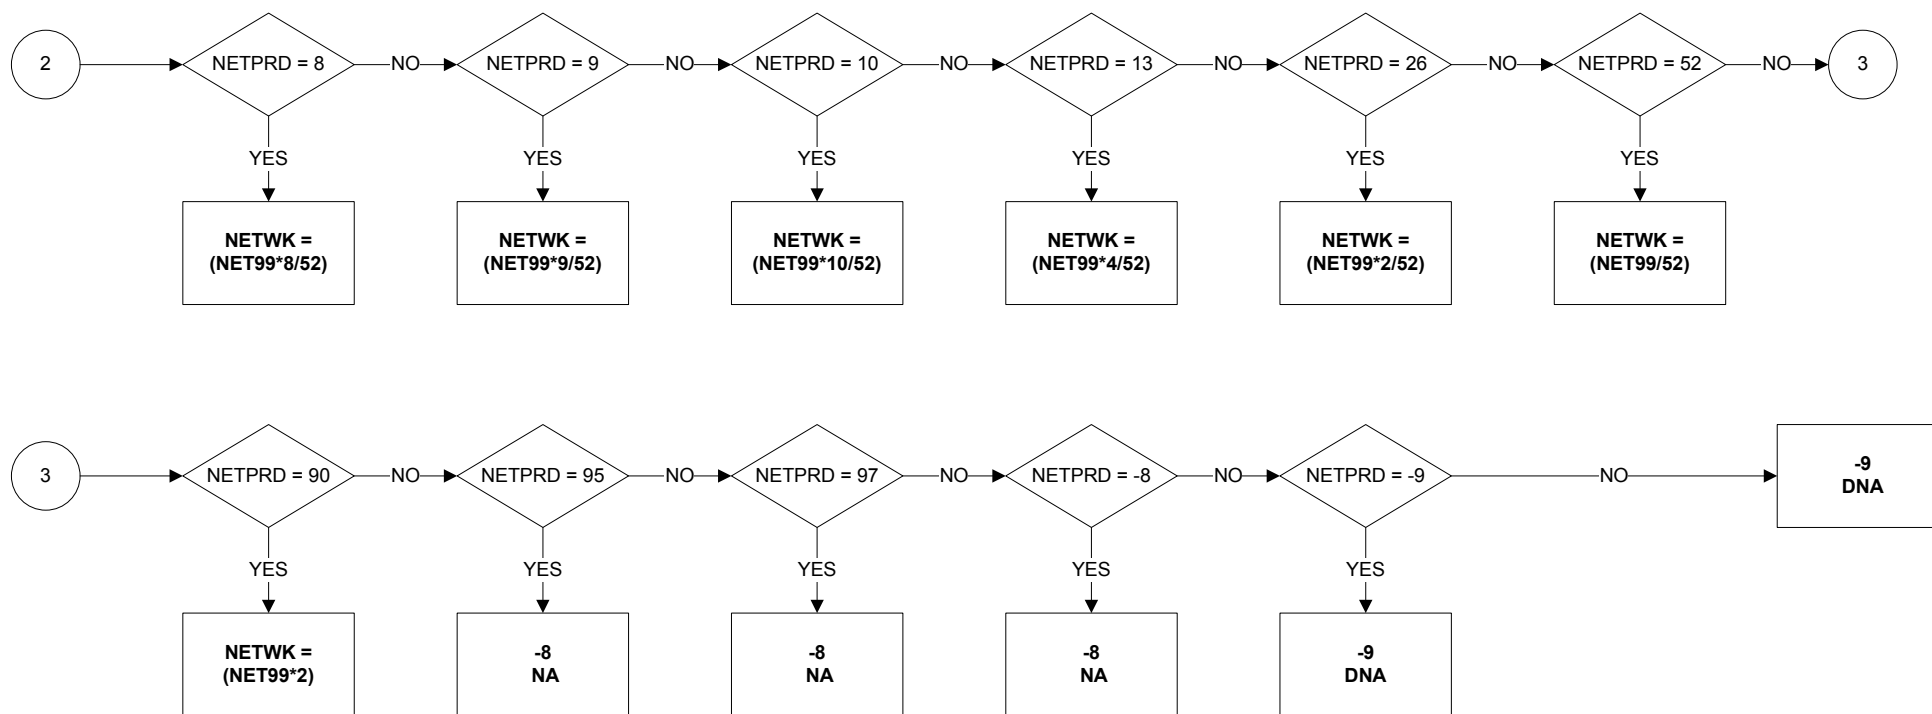 2
NETPRD = 8
NO
NETPRD = 9
NO
NETPRD = 10
NO
NETPRD = 13
NO
NETPRD = 26
NO
NETPRD = 52
NO
3
YES
YES
YES
YES
YES
YES
NETWK =
(NET99*8/52)
NETWK =
(NET99*9/52)
NETWK =
(NET99*10/52)
NETWK =
(NET99*4/52)
NETWK =
(NET99*2/52)
NETWK =
(NET99/52)
3
NETPRD = 90
NO
NETPRD = 95
NO
NETPRD = 97
NO
NETPRD = -8
NO
NETPRD = -9
NO
-9
DNA
YES
YES
YES
YES
YES
NETWK =
(NET99*2)
-8
NA
-8
NA
-8
NA
-9
DNA